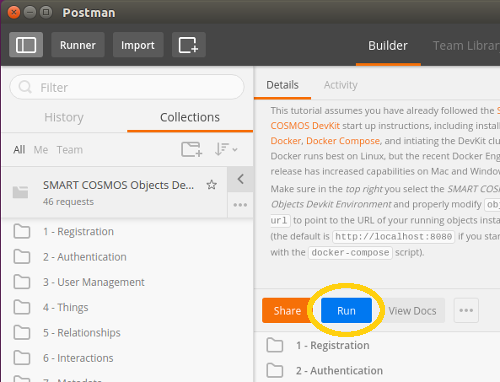 Postman
Runner
Import
Builder
Team Library
Filter
History
Collections
All Me Team
SMART COSMOS Objects De...
46 requests
1 - Registration
2 - Authentication
3 - User Management
4 - Things
5 - Relationships
6 - Interactions
7 - Metadata
Details
Activity
This tutorial assumes you have already followed the S
COSMOS DevKit start up instructions, including install
Docker, Docker Compose, and intiating the DevKit clu
Docker runs best on Linux, but the recent Docker Eng
release has increased capabilities on Mac and Window
Make sure in the top right you select the SMART COS
Objects Devkit Environment and properly modify obj
url to point to the URL of your running objects instan
(the default is http://localhost:8080 if you star
with the docker-compose script).
Share
Run
View Docs
1 - Registration
2 - Authentication